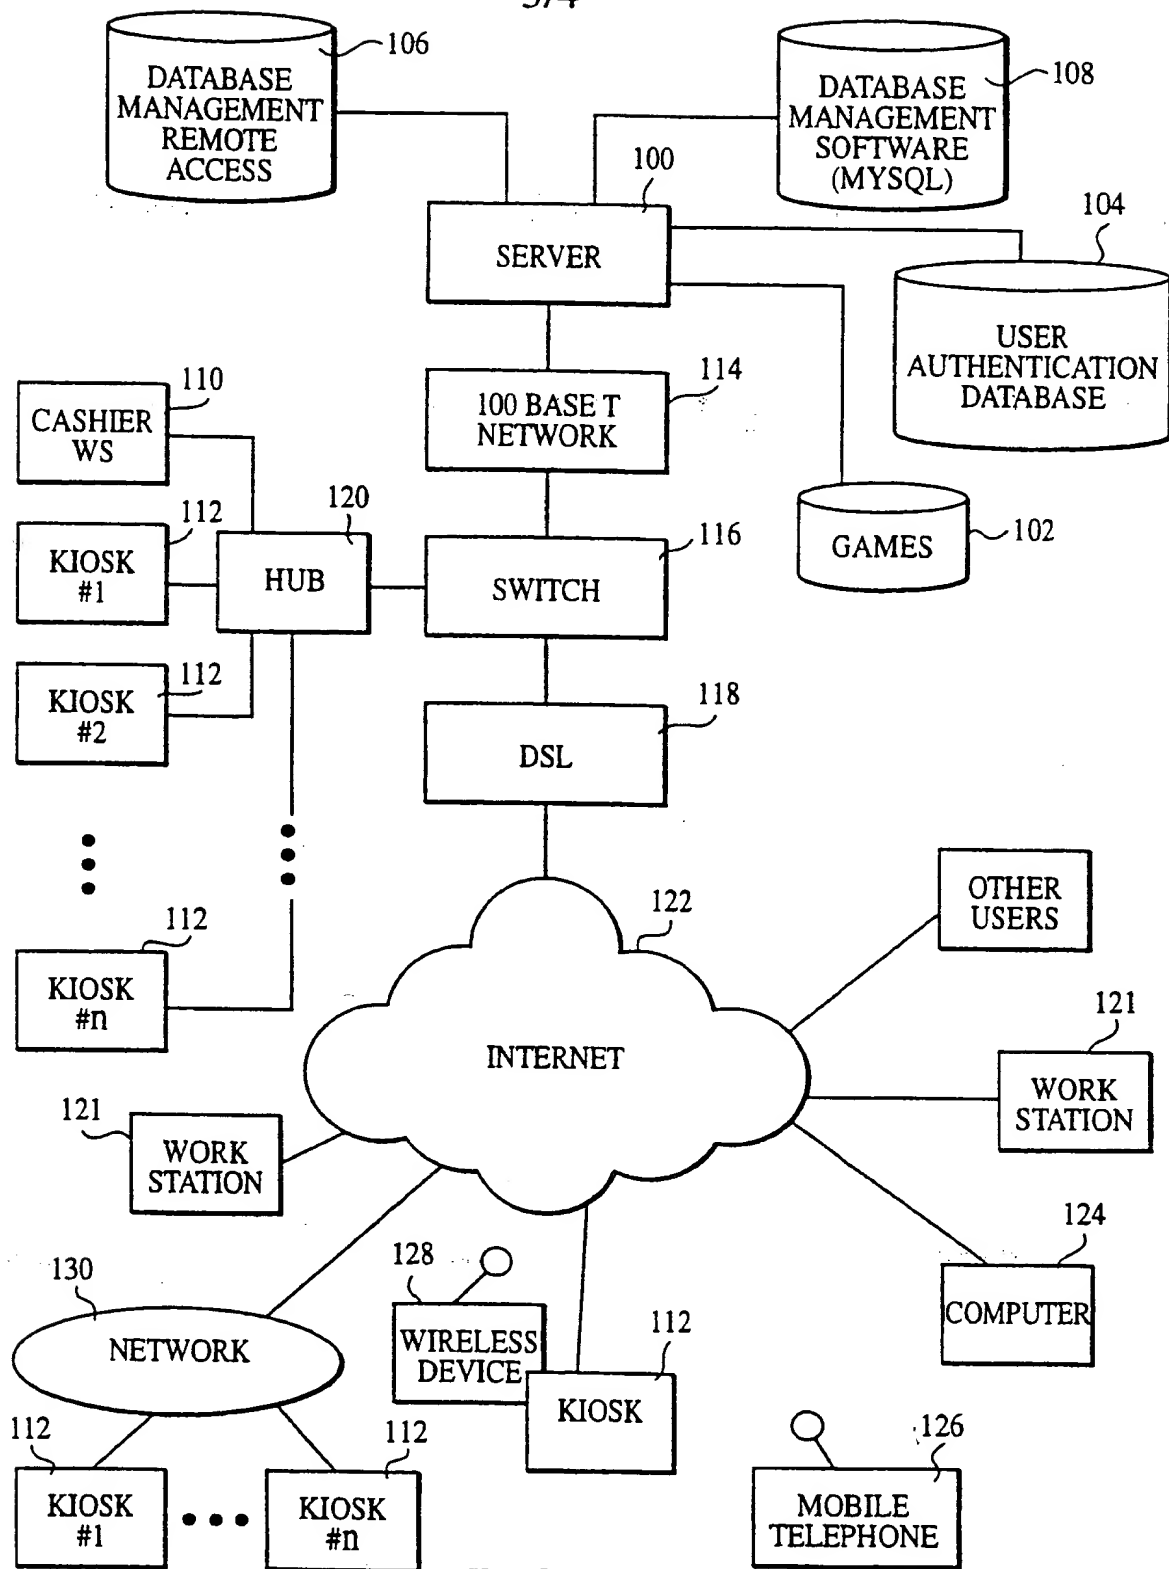 3/4
106
DATABASE
MANAGEMENT
REMOTE
ACCESS
108
DATABASE
MANAGEMENT
SOFTWARE
(MYSQL)
100
SERVER
104
USER
AUTHENTICATION
DATABASE
110
CASHIER
WS
114
100 BASE T
NETWORK
112
KIOSK
#1
120
HUB
116
SWITCH
GAMES
102
112
KIOSK
#2
118
DSL
112
KIOSK
#n
122
INTERNET
OTHER
USERS
121
WORK
STATION
121
WORK
STATION
124
COMPUTER
130
NETWORK
128
WIRELESS
DEVICE
112
KIOSK
112
KIOSK
#1
112
KIOSK
#n
126
MOBILE
TELEPHONE